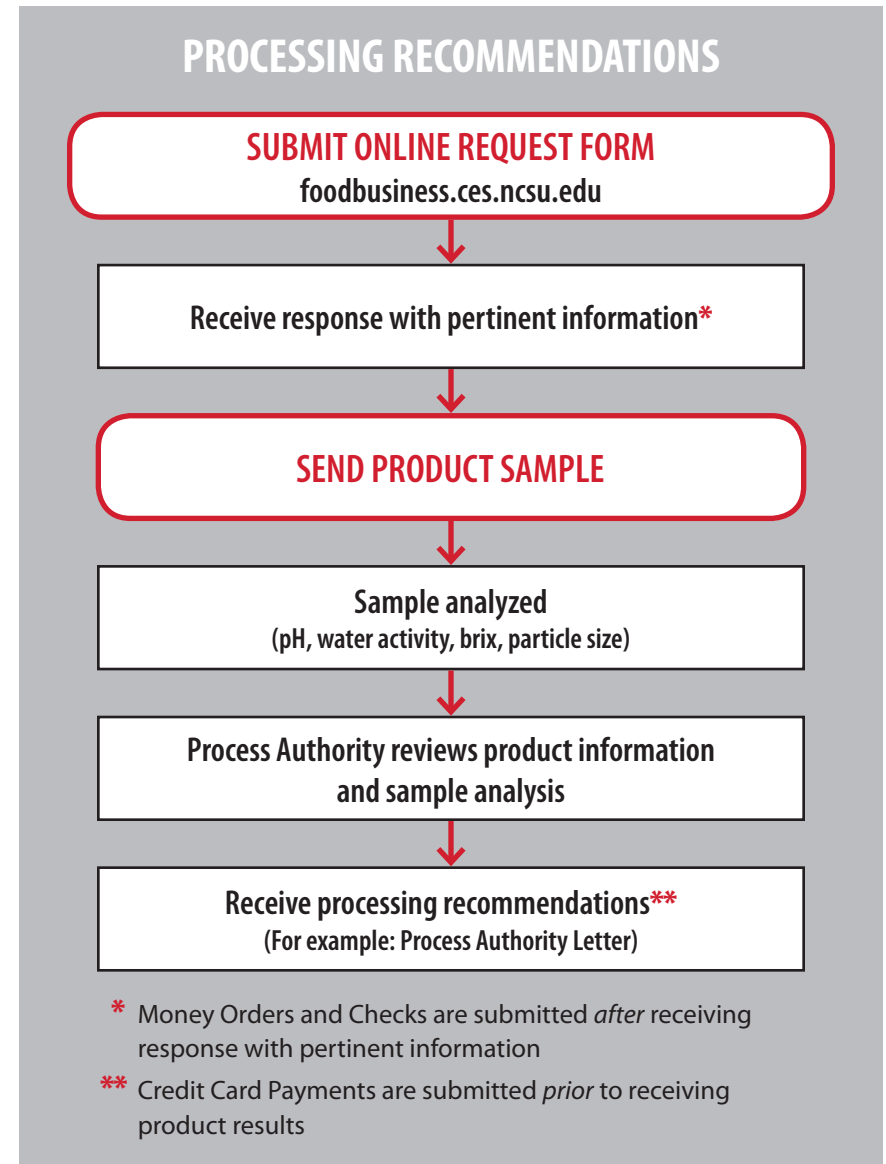 PROCESSING RECOMMENDATIONS
SUBMIT ONLINE REQUEST FORM
foodbusiness.ces.ncsu.edu
Receive response with pertinent information*
SEND PRODUCT SAMPLE
Sample analyzed
(pH, water activity, brix, particle size)
Process Authority reviews product information
and sample analysis
Receive processing recommendations**
(For example: Process Authority Letter)
* Money Orders and Checks are submitted after receiving
response with pertinent information
** Credit Card Payments are submitted prior to receiving
product results